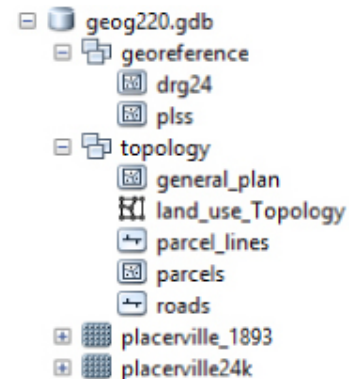 geog220.gdb
georeference
drg24
plss
topology
general_plan
land_use_Topology
parcel_lines
parcels
roads
placerville_1893
placerville24k